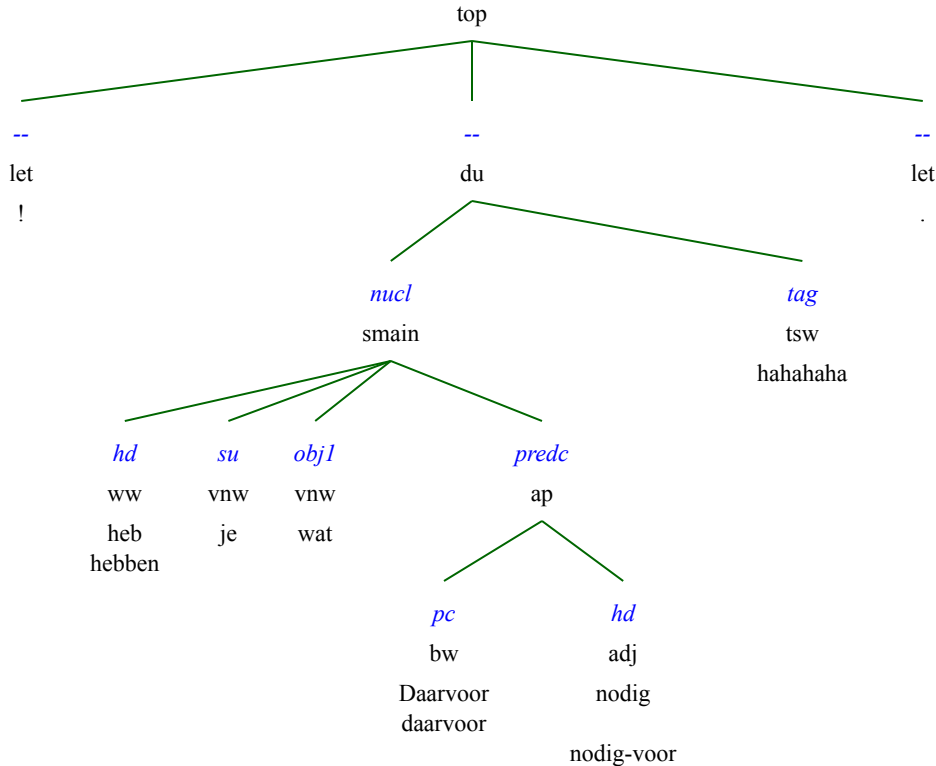 top
-- -- --
let du let
! .
nucl tag
smain tsw
hahahaha
hd su obj1 predc
ww vnw vnw ap
heb je wat
hebben
pc hd
bw adj
Daarvoor nodig
daarvoor
nodig-voor